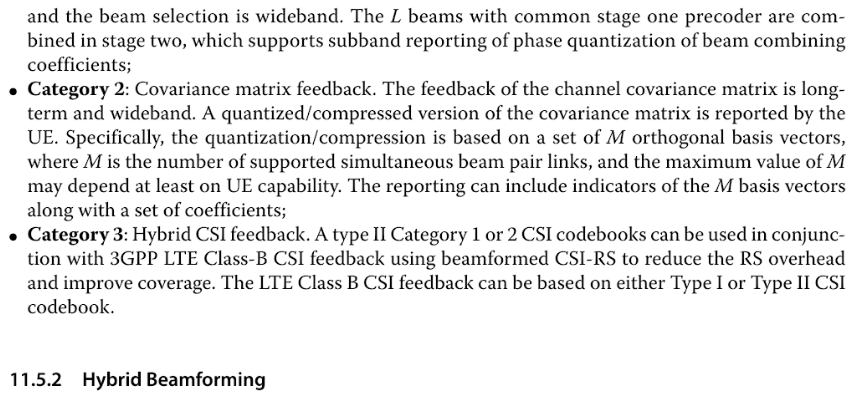 and the beam selection is wideband. The L beams with common stage one precoder are com-
bined in stage two, which supports subband reporting of phase quantization of beam combining
coefficients;
• Category 2: Covariance matrix feedback. The feedback of the channel covariance matrix is long-
term and wideband. A quantized/compressed version of the covariance matrix is reported by the
UE. Specifically, the quantization/compression is based on a set of M orthogonal basis vectors,
where M is the number of supported simultaneous beam pair links, and the maximum value of M
may depend at least on UE capability. The reporting can include indicators of the M basis vectors
along with a set of coefficients;
• Category 3: Hybrid CSI feedback. A type II Category 1 or 2 CSI codebooks can be used in conjunc-
tion with 3GPP LTE Class-B CSI feedback using beamformed CSI-RS to reduce the RS overhead
and improve coverage. The LTE Class B CSI feedback can be based on either Type I or Type II CSI
codebook.
11.5.2 Hybrid Beamforming